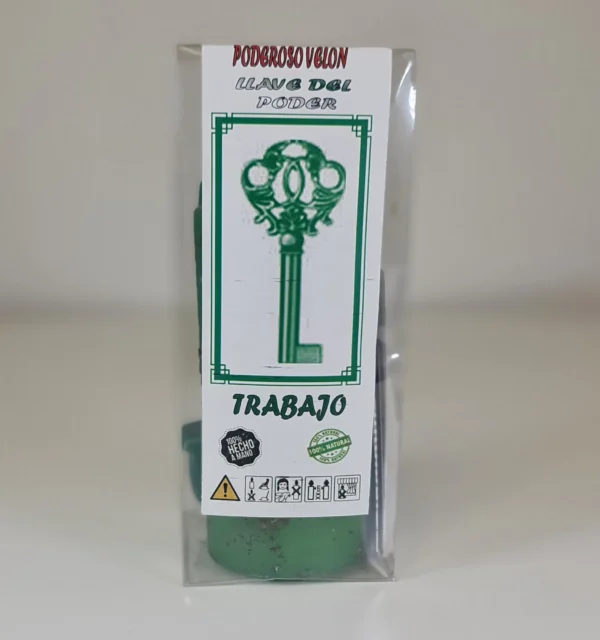 PODEROSO VELON
LLAVE DEL
PODER
TRABAJO
100%
HECHO
A MANO
100% NATURAL